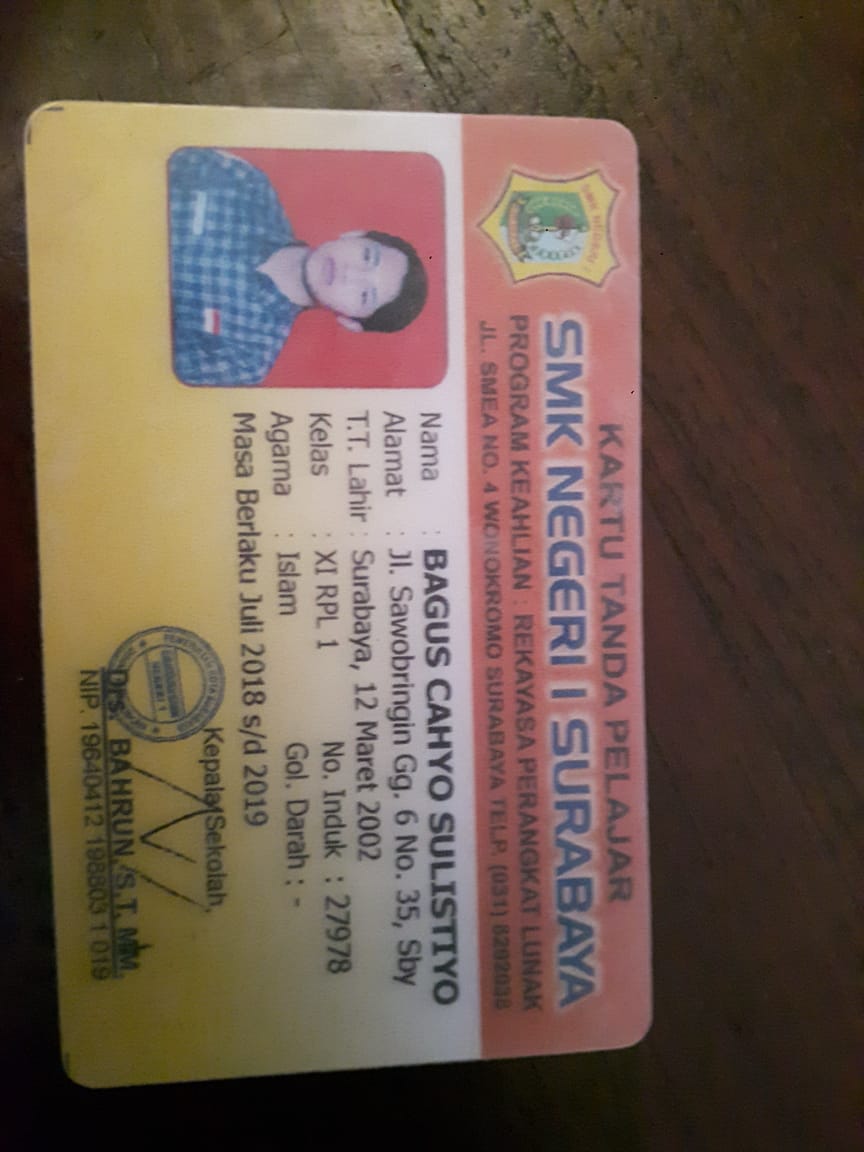 KARTU TANDA PELAJAR
SMK NEGERI 1 SURABAYA
PROGRAM KEAHLIAN : REKAYASA PERANGKAT LUNAK
JL. SMEA NO. 4 WONOKROMO SURABAYA TELP. (031) 8292038
Nama : BAGUS CAHYO SULISTIYO
Alamat : Jl. Sawobringin Gg. 6 No. 35, Sby
T.T. Lahir : Surabaya, 12 Maret 2002
Kelas : XI RPL 1 No. Induk : 27978
Agama : Islam Gol. Darah : -
Masa Berlaku Juli 2018 s/d 2019
Kepala Sekolah,
Drs. BAHRUN, S.T. MM.
NIP. 19640412 198803 1 019